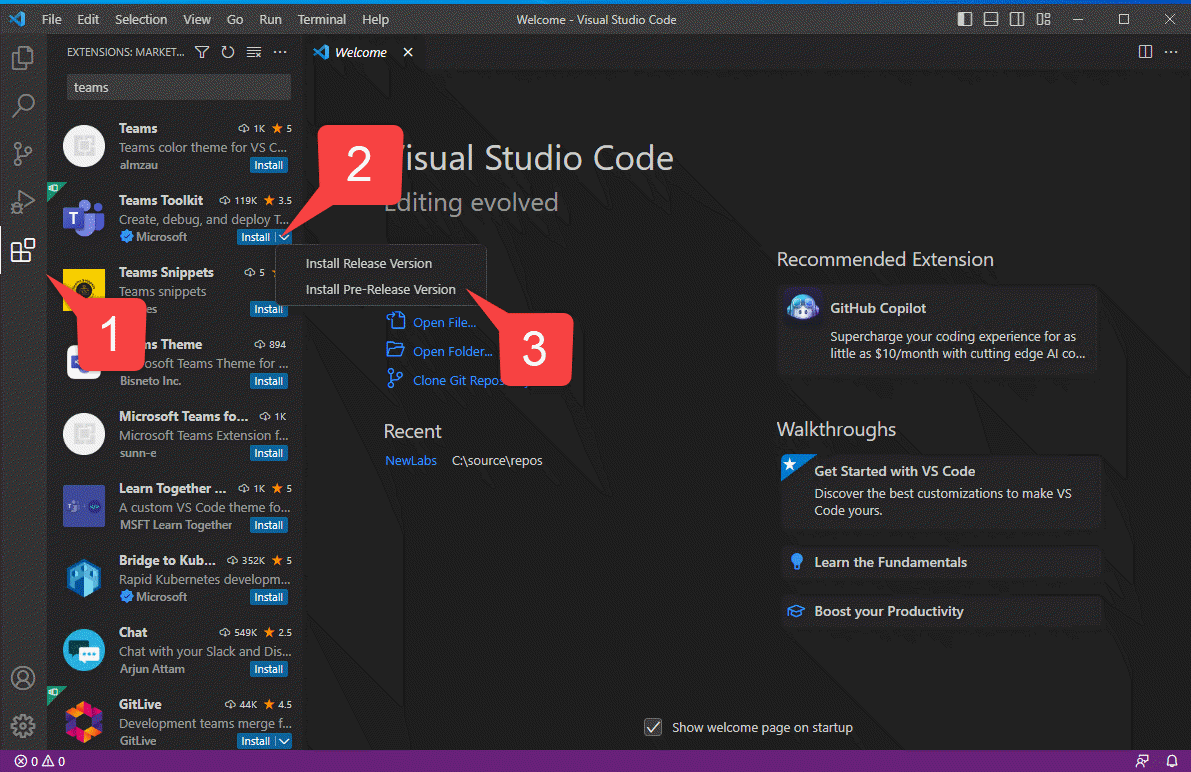 File Edit Selection View Go Run Terminal Help
Welcome - Visual Studio Code
EXTENSIONS: MARKET...
teams
Teams 1K 5
Teams color theme for VS C...
almzau Install
Teams Toolkit 119K 3.5
Create, debug, and deploy T...
Microsoft Install
Teams Snippets 5
Teams snippets
Install
Theme 894
Microsoft Teams Theme for ...
Bisneto Inc. Install
Microsoft Teams fo... 1K
Microsoft Teams Extension f...
sunn-e Install
Learn Together ... 1K 5
A custom VS Code theme fo...
MSFT Learn Together Install
Bridge to Kub... 352K 5
Rapid Kubernetes developm...
Microsoft Install
Chat 549K 2.5
Chat with your Slack and Dis...
Arjun Attam Install
GitLive 44K 4.5
Development teams merge f...
GitLive Install
1
2
3
Install Release Version
Install Pre-Release Version
Welcome
Visual Studio Code
Editing evolved
Open File...
Open Folder...
Clone Git
Recent
NewLabs C:\source\repos
Recommended Extension
GitHub Copilot
Supercharge your coding experience for as
little as $10/month with cutting edge AI co...
Walkthroughs
Get Started with VS Code
Discover the best customizations to make VS
Code yours.
Learn the Fundamentals
Boost your Productivity
Show welcome page on startup
0 0